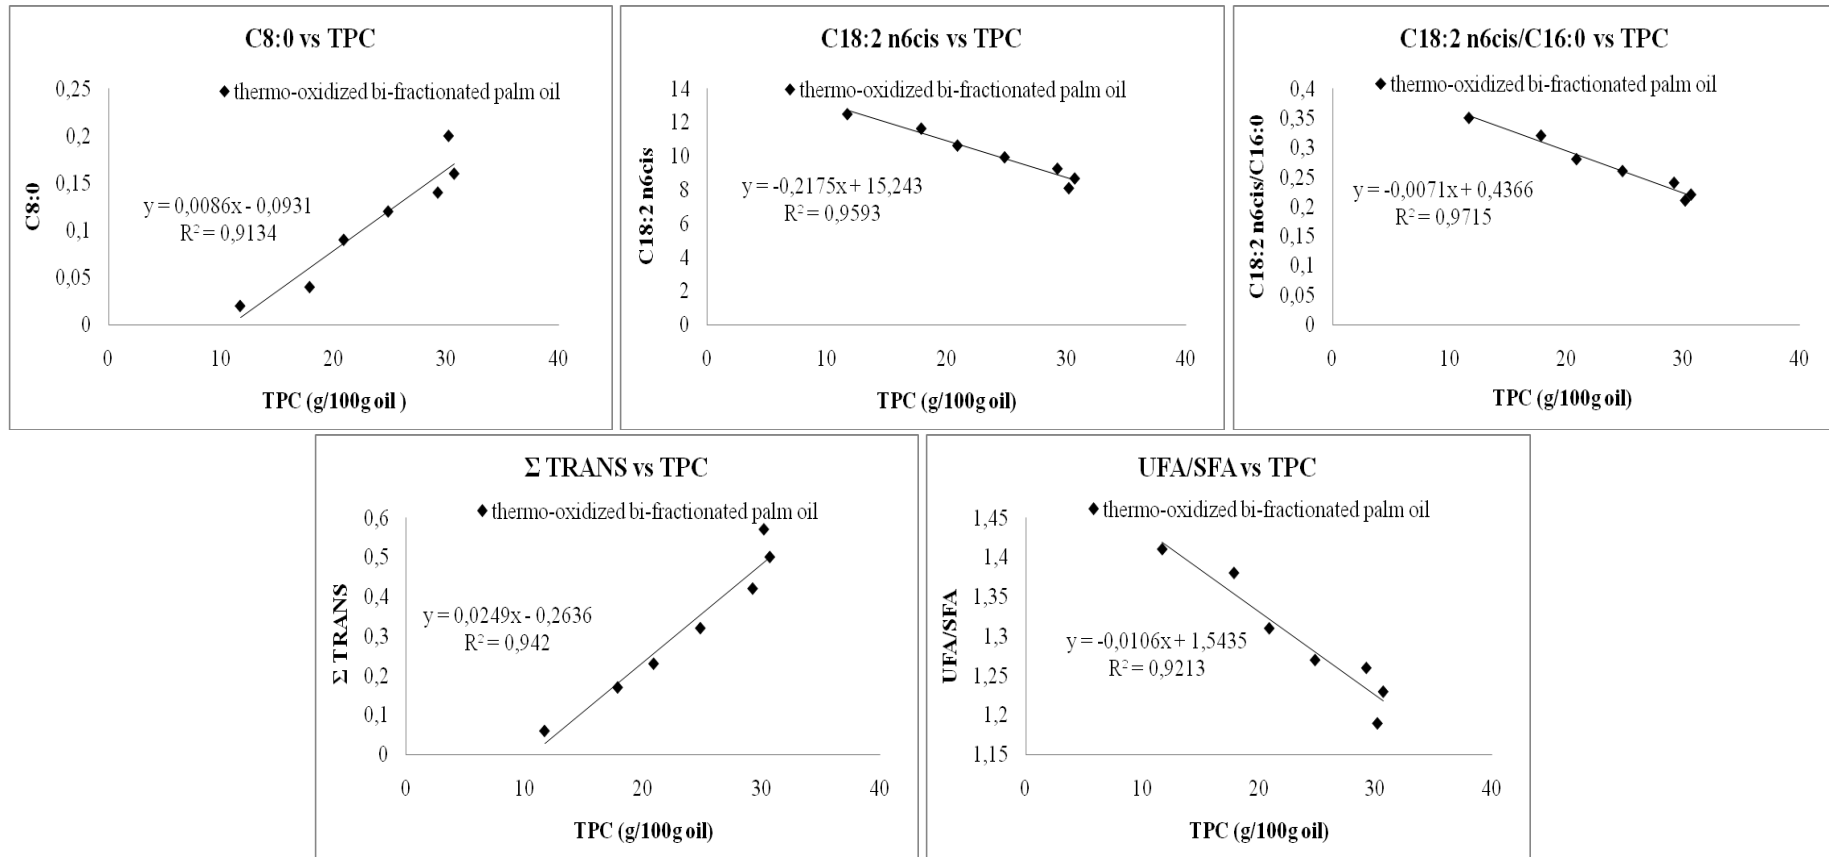 C8:0 vs TPC
◆ thermo-oxidized bi-fractionated palm oil
0,25
0,2
0,15
0,1
0,05
0
C8:0
y = 0,0086x - 0,0931
R² = 0,9134
0 10 20 30 40
TPC (g/100g oil )
C18:2 n6cis vs TPC
◆ thermo-oxidized bi-fractionated palm oil
14
12
10
8
6
4
2
0
C18:2 n6cis
y = -0,2175x + 15,243
R² = 0,9593
0 10 20 30 40
TPC (g/100g oil)
C18:2 n6cis/C16:0 vs TPC
◆ thermo-oxidized bi-fractionated palm oil
0,4
0,35
0,3
0,25
0,2
0,15
0,1
0,05
0
C18:2 n6cis/C16:0
y = -0,0071x + 0,4366
R² = 0,9715
0 10 20 30 40
TPC (g/100g oil)
Σ TRANS vs TPC
◆ thermo-oxidized bi-fractionated palm oil
0,6
0,5
0,4
0,3
0,2
0,1
0
Σ TRANS
y = 0,0249x - 0,2636
R² = 0,942
0 10 20 30 40
TPC (g/100g oil)
UFA/SFA vs TPC
◆ thermo-oxidized bi-fractionated palm oil
1,45
1,4
1,35
1,3
1,25
1,2
1,15
UFA/SFA
y = -0,0106x + 1,5435
R² = 0,9213
0 10 20 30 40
TPC (g/100g oil)